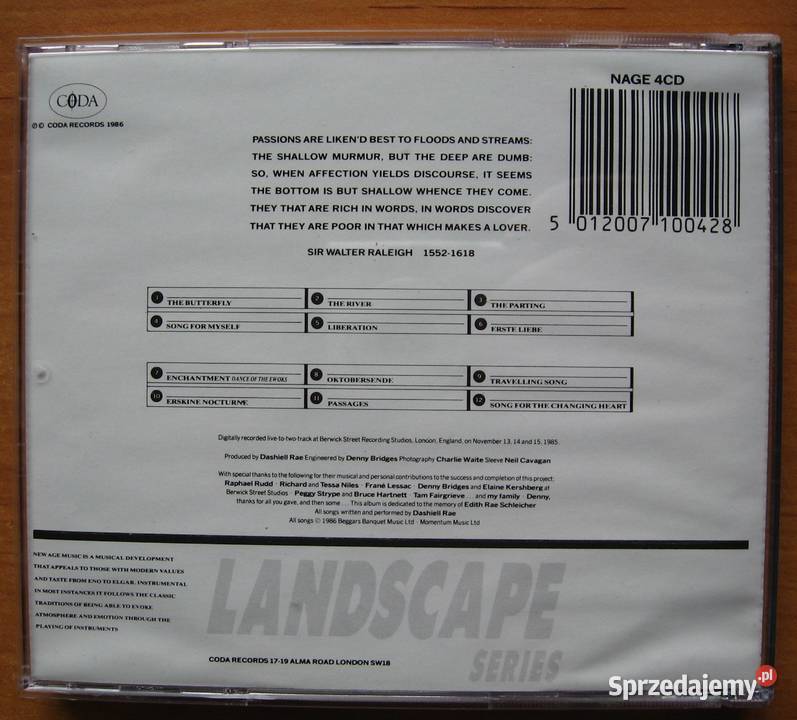 CODA
℗© CODA RECORDS 1986
NAGE 4CD
5 012007 100428
PASSIONS ARE LIKEN'D BEST TO FLOODS AND STREAMS:
THE SHALLOW MURMUR, BUT THE DEEP ARE DUMB:
SO, WHEN AFFECTION YIELDS DISCOURSE, IT SEEMS
THE BOTTOM IS BUT SHALLOW WHENCE THEY COME.
THEY THAT ARE RICH IN WORDS, IN WORDS DISCOVER
THAT THEY ARE POOR IN THAT WHICH MAKES A LOVER.
SIR WALTER RALEIGH 1552-1618
1 THE BUTTERFLY 2 THE RIVER 3 THE PARTING
4 SONG FOR MYSELF 5 LIBERATION 6 ERSTE LIEBE
7 ENCHANTMENT DANCE OF THE EWOKS 8 OKTOBERSENDE 9 TRAVELLING SONG
10 ERSKINE NOCTURNE 11 PASSAGES 12 SONG FOR THE CHANGING HEART
Digitally recorded live-to-two-track at Berwick Street Recording Studios, London, England, on November 13, 14 and 15, 1985.
Produced by Dashiell Rae Engineered by Denny Bridges Photography Charlie Waite Sleeve Neil Cavagan
With special thanks to the following for their musical and personal contributions to the success and completion of this project:
Raphael Rudd · Richard and Tessa Niles · Frané Lessac · Denny Bridges and Elaine Kershberg at
Berwick Street Studios · Peggy Strype and Bruce Hartnett · Tam Fairgrieve . . . and my family · Denny,
thanks for all you gave, and then some . . . This album is dedicated to the memory of Edith Rae Schleicher
All songs written and performed by Dashiell Rae
All songs © 1986 Beggars Banquet Music Ltd · Momentum Music Ltd
NEW AGE MUSIC IS A MUSICAL DEVELOPMENT
THAT APPEALS TO THOSE WITH MODERN VALUES
AND TASTE FROM ENO TO ELGAR. INSTRUMENTAL
IN MOST INSTANCES IT FOLLOWS THE CLASSIC
TRADITIONS OF BEING ABLE TO EVOKE
ATMOSPHERE AND EMOTION THROUGH THE
PLAYING OF INSTRUMENTS
LANDSCAPE
SERIES
CODA RECORDS 17-19 ALMA ROAD LONDON SW18
Sprzedajemy.pl